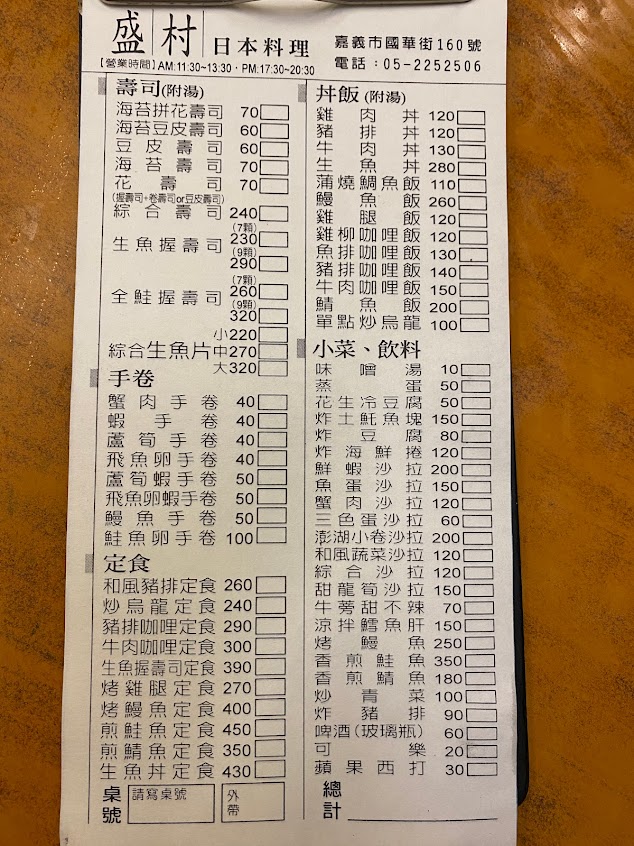 盛村 日本料理
嘉義市國華街160號
【營業時間】AM:11:30~13:30．PM:17:30~20:30
電話：05-2252506
壽司(附湯)
海苔拼花壽司 70
海苔豆皮壽司 60
豆皮壽司 60
海苔壽司 70
花壽司 70
(握壽司+卷壽司or豆皮壽司)
綜合壽司 240
生魚握壽司 (7顆) 230
(9顆) 290
全鮭握壽司 (7顆) 260
(9顆) 320
小220
綜合生魚片 中270
大320
手卷
蟹肉手卷 40
蝦手卷 40
蘆筍手卷 40
飛魚卵手卷 40
蘆筍蝦手卷 50
飛魚卵蝦手卷 50
鰻魚手卷 50
鮭魚卵手卷 100
定食
和風豬排定食 260
炒烏龍定食 240
豬排咖哩定食 290
牛肉咖哩定食 300
生魚握壽司定食 390
烤雞腿定食 270
烤鰻魚定食 400
煎鮭魚定食 450
煎鯖魚定食 350
生魚丼定食 430
桌號 請寫桌號 外帶
丼飯(附湯)
雞肉丼 120
豬排丼 120
牛肉丼 130
生魚丼 280
蒲燒鯛魚飯 110
鰻魚飯 260
雞腿飯 120
雞柳咖哩飯 120
魚排咖哩飯 130
豬排咖哩飯 140
牛肉咖哩飯 150
鯖魚飯 200
單點炒烏龍 100
小菜、飲料
味噌湯 10
蒸蛋 50
花生冷豆腐 50
炸土魠魚塊 150
炸豆腐 80
炸海鮮捲 120
鮮蝦沙拉 200
魚蛋沙拉 150
蟹肉沙拉 120
三色蛋沙拉 60
澎湖小卷沙拉 200
和風蔬菜沙拉 120
綜合沙拉 120
甜龍筍沙拉 150
牛蒡甜不辣 70
涼拌鱈魚肝 150
烤鰻魚 250
香煎鮭魚 350
香煎鯖魚 180
炒青菜 100
炸豬排 90
啤酒(玻璃瓶) 60
可樂 20
蘋果西打 30
總計